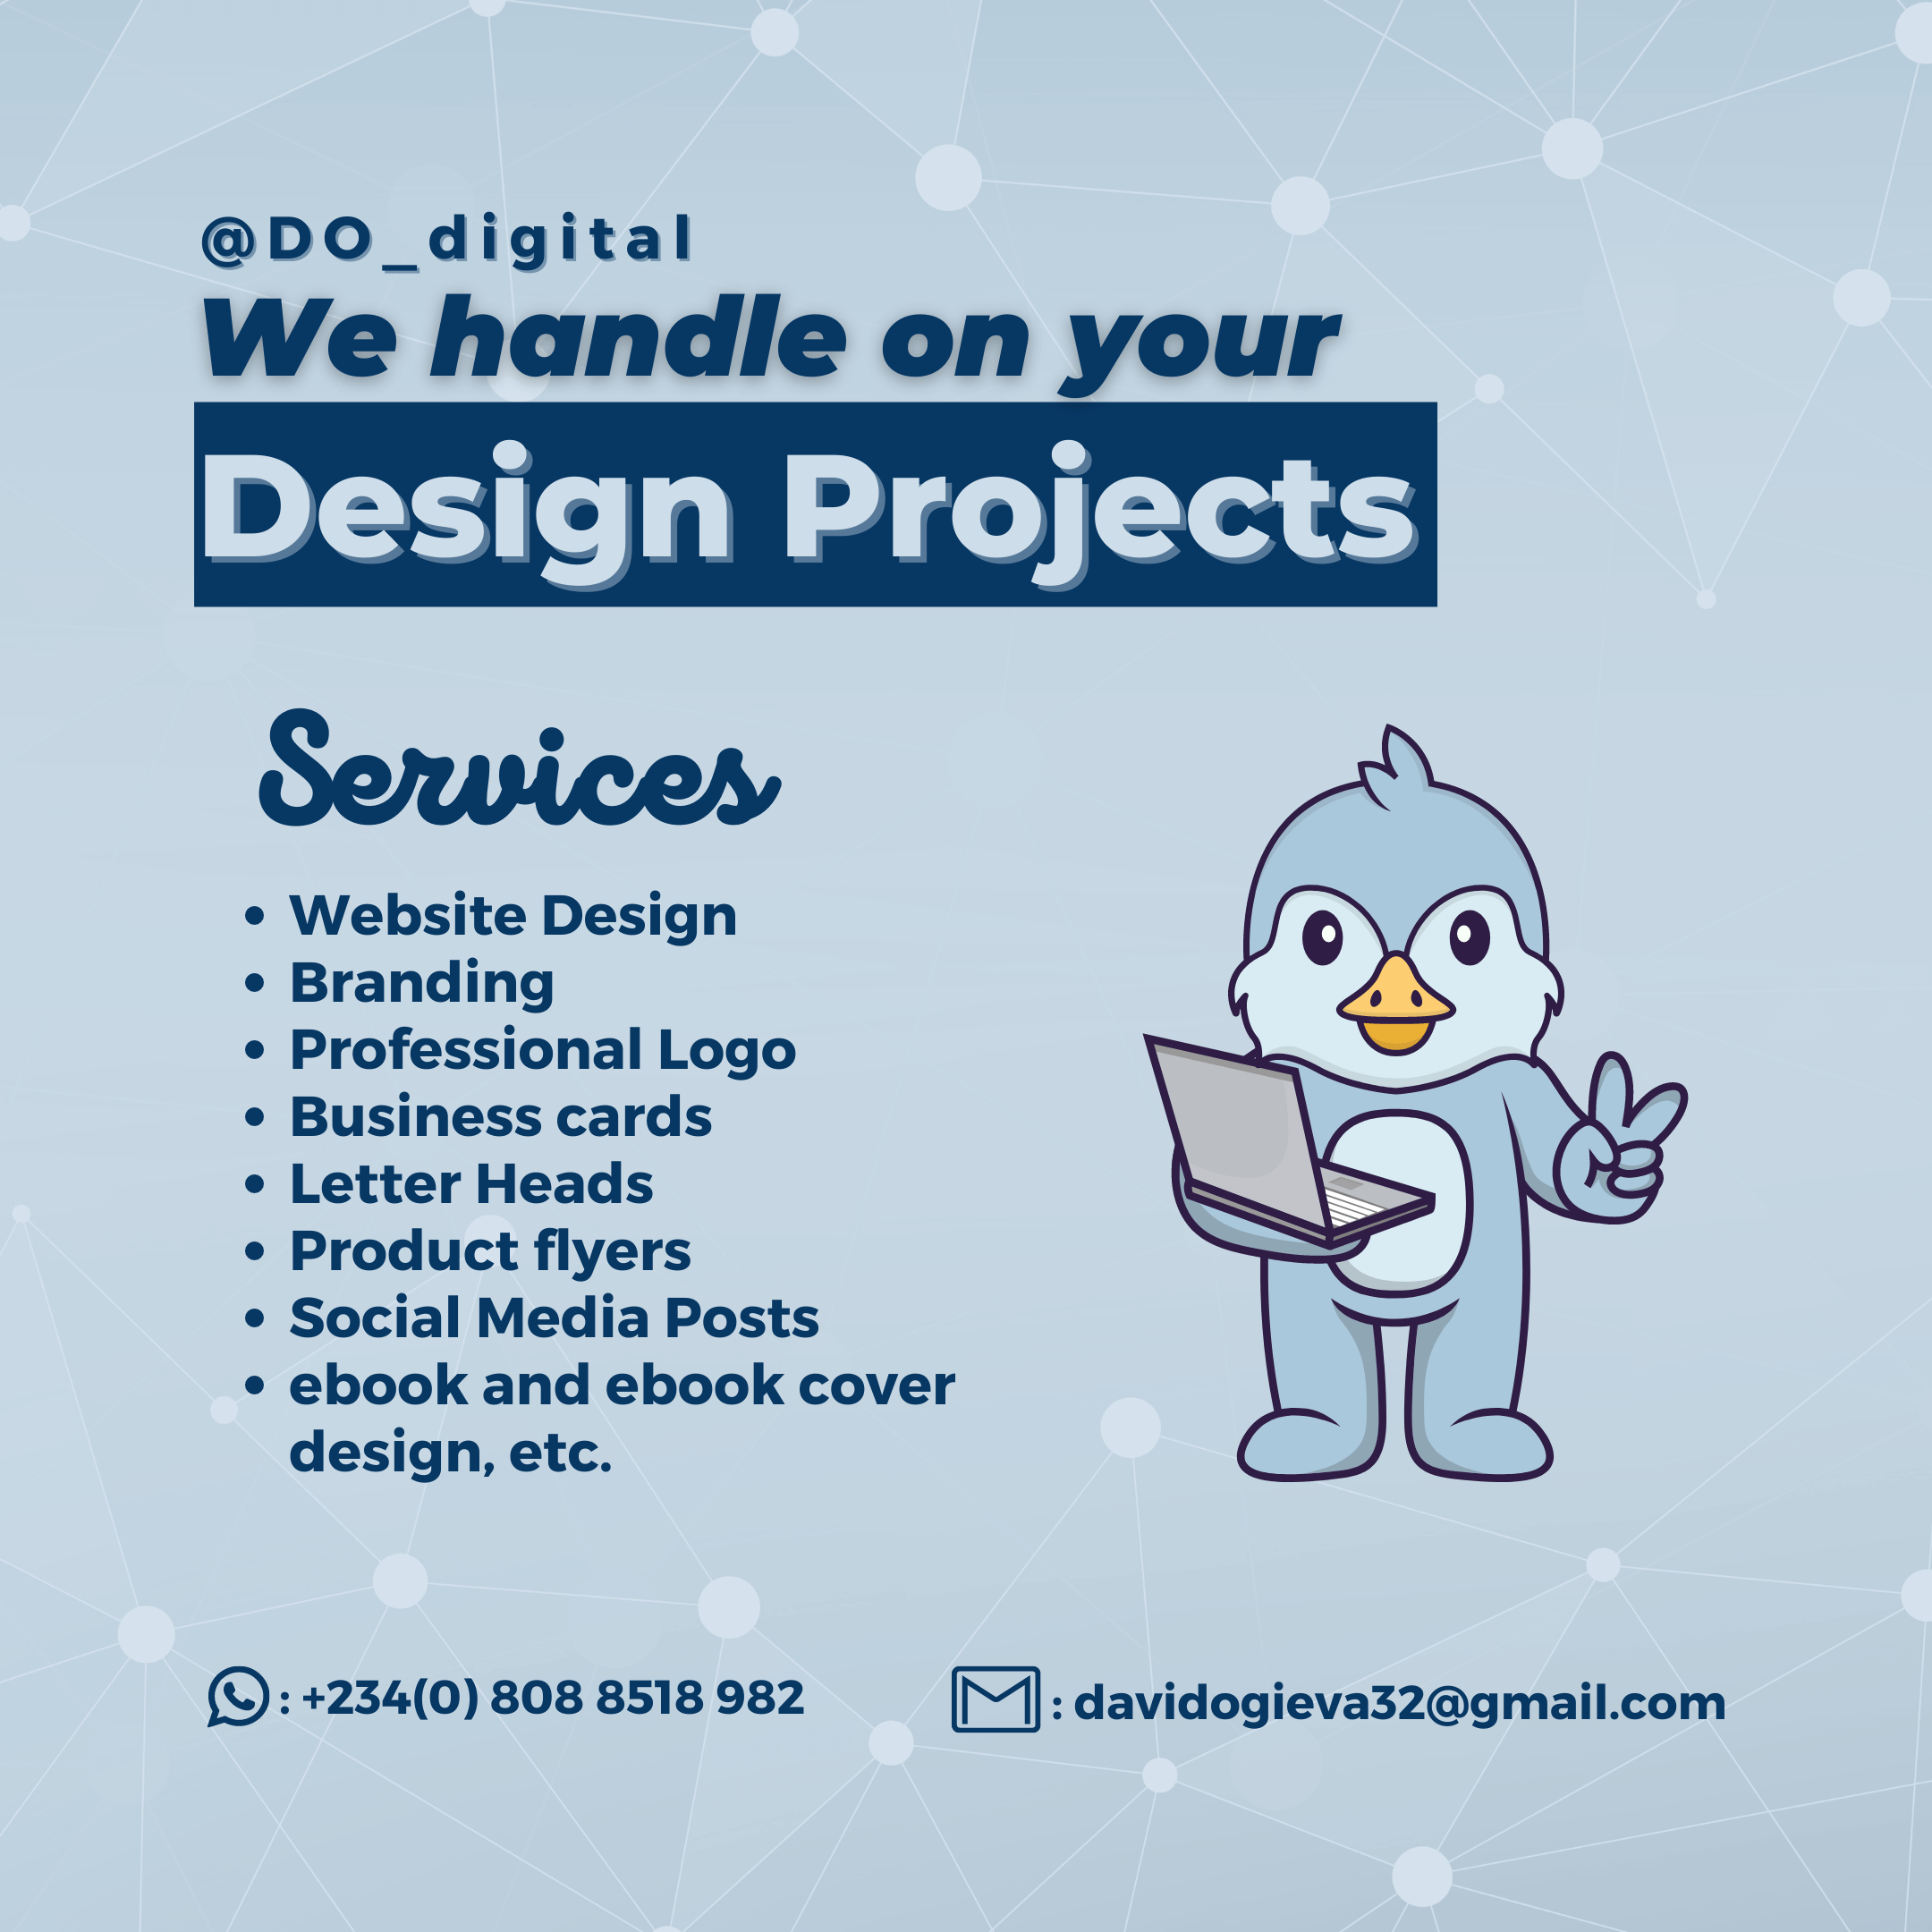 @DO_digital
We handle on your
Design Projects
Services
• Website Design
• Branding
• Professional Logo
• Business cards
• Letter Heads
• Product flyers
• Social Media Posts
• ebook and ebook cover
design, etc.
: +234(0) 808 8518 982
: davidogieva32@gmail.com